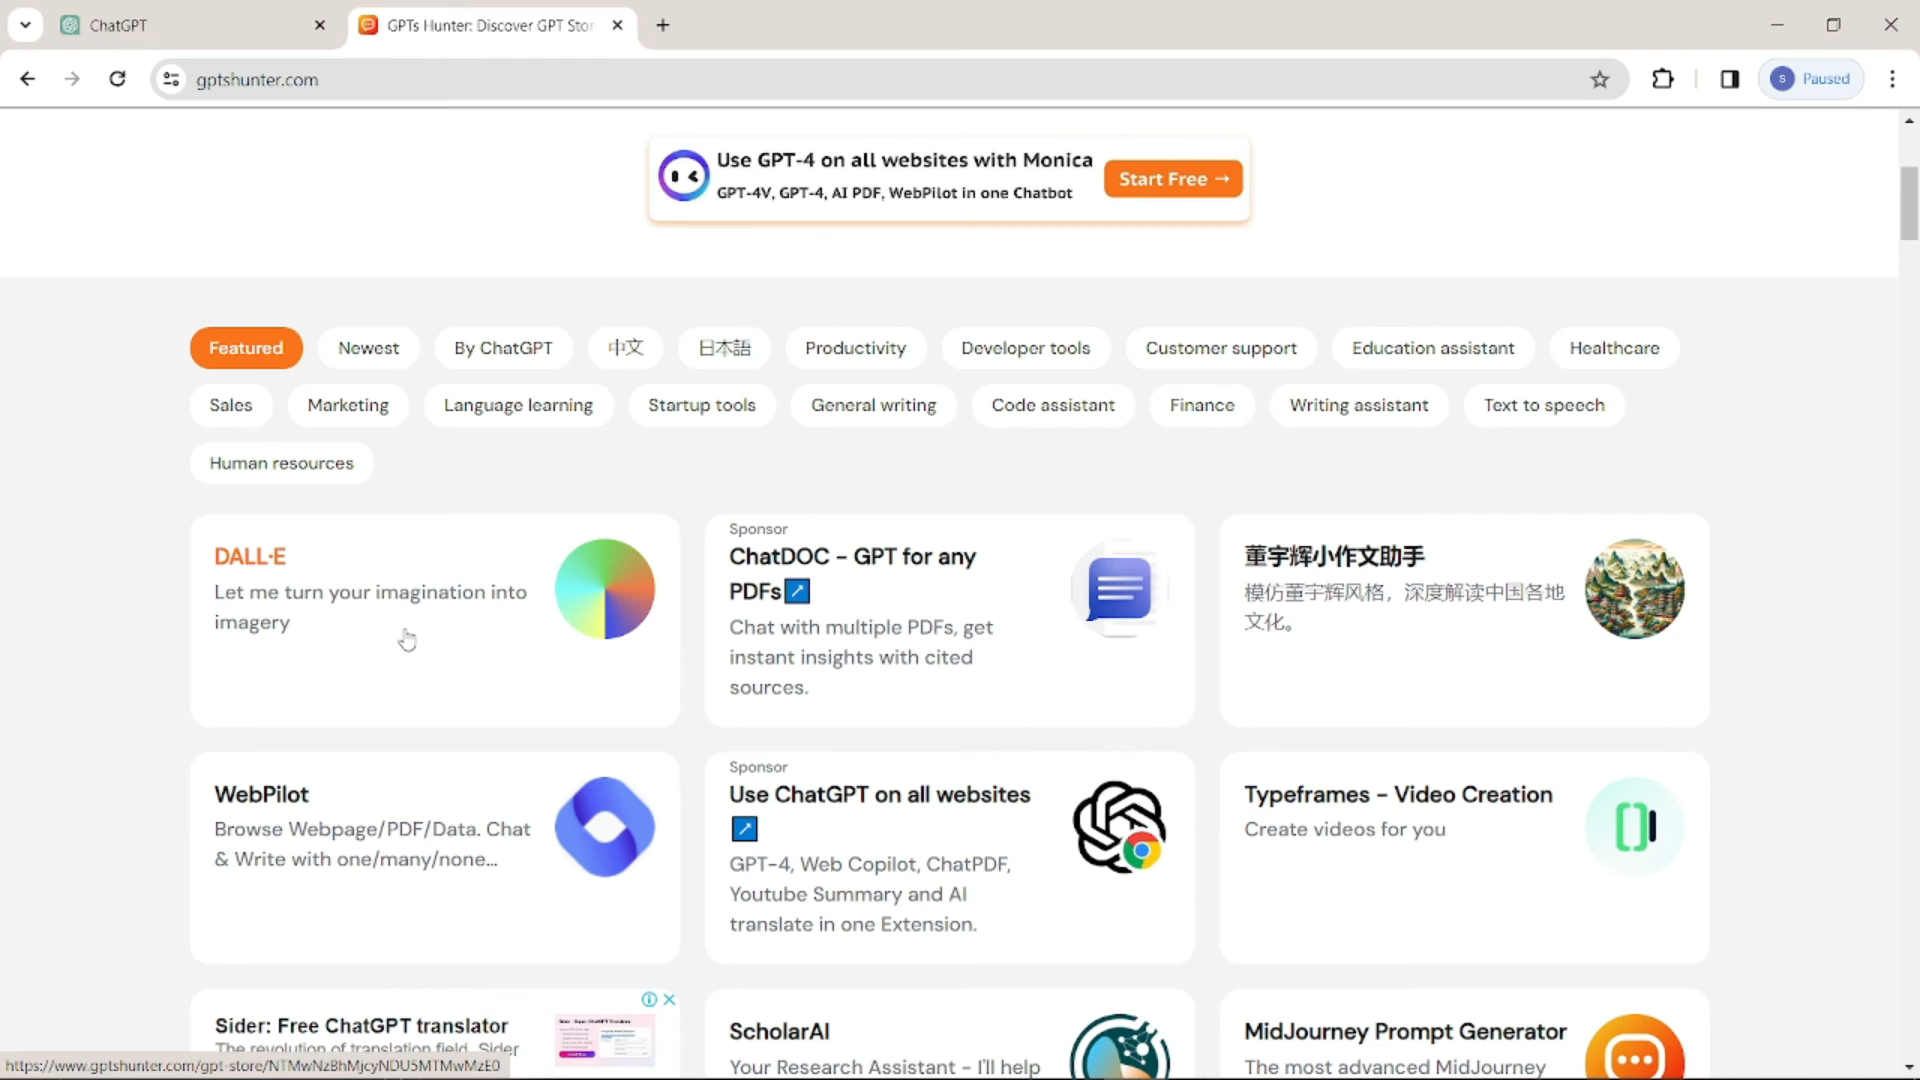 ChatGPT
GPTs Hunter: Discover GPT Stor
gptshunter.com
S
Paused
Use GPT-4 on all websites with Monica
GPT-4V, GPT-4, AI PDF, WebPilot in one Chatbot
Start Free →
Featured
Newest
By ChatGPT
中文
日本語
Productivity
Developer tools
Customer support
Education assistant
Healthcare
Sales
Marketing
Language learning
Startup tools
General writing
Code assistant
Finance
Writing assistant
Text to speech
Human resources
DALL·E
Let me turn your imagination into
imagery
Sponsor
ChatDOC - GPT for any
PDFs
Chat with multiple PDFs, get
instant insights with cited
sources.
董宇辉小作文助手
模仿董宇辉风格，深度解读中国各地
文化。
WebPilot
Browse Webpage/PDF/Data. Chat
& Write with one/many/none...
Sponsor
Use ChatGPT on all websites
GPT-4, Web Copilot, ChatPDF,
Youtube Summary and AI
translate in one Extension.
Typeframes - Video Creation
Create videos for you
Sider: Free ChatGPT translator
The revolution of translation field, Sider
ScholarAI
Your Research Assistant - I'll help
MidJourney Prompt Generator
The most advanced MidJourney
https://www.gptshunter.com/gpt-store/NTMwNzBhMjcyNDU5MTMwMzE0